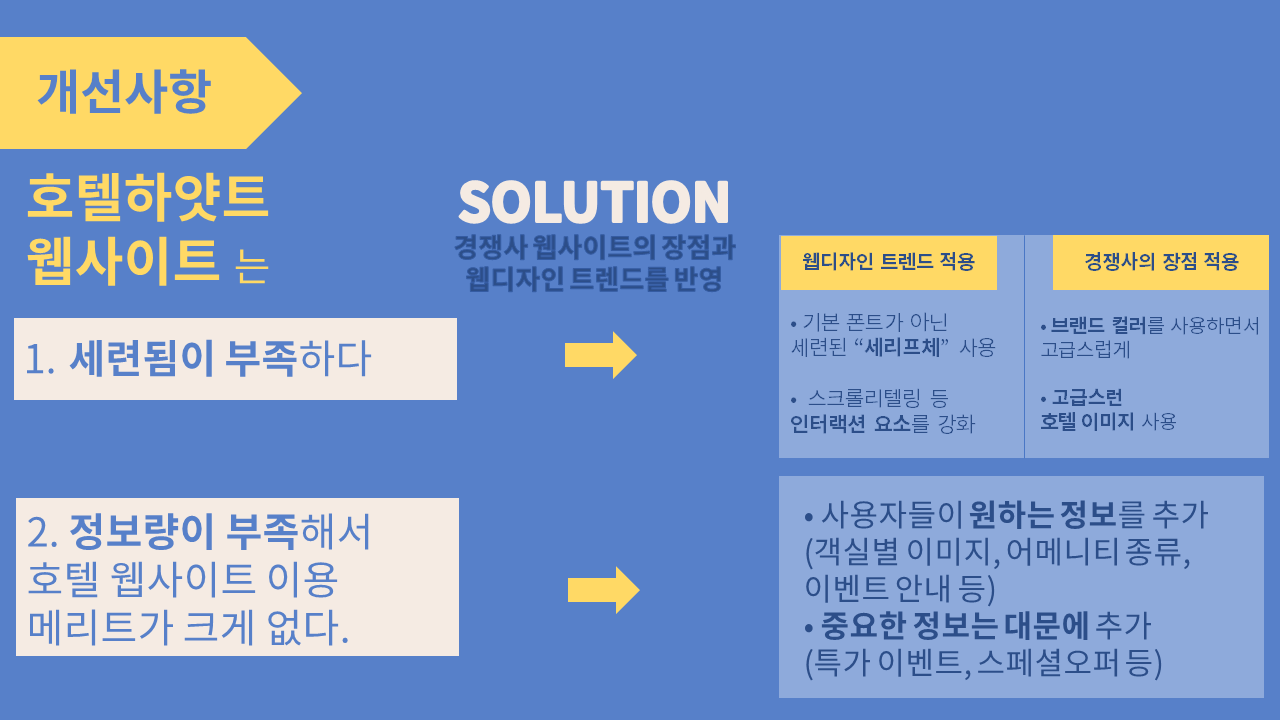 개선사항
호텔하얏트
웹사이트 는
1. 세련됨이 부족하다
2. 정보량이 부족해서
호텔 웹사이트 이용
메리트가 크게 없다.
SOLUTION
경쟁사 웹사이트의 장점과
웹디자인 트렌드를 반영
웹디자인 트렌드 적용
• 기본 폰트가 아닌
세련된 “세리프체” 사용
• 스크롤리텔링 등
인터랙션 요소를 강화
경쟁사의 장점 적용
• 브랜드 컬러를 사용하면서
고급스럽게
• 고급스런
호텔 이미지 사용
• 사용자들이 원하는 정보를 추가
(객실별 이미지, 어메니티 종류,
이벤트 안내 등)
• 중요한 정보는 대문에 추가
(특가 이벤트, 스페셜오퍼 등)